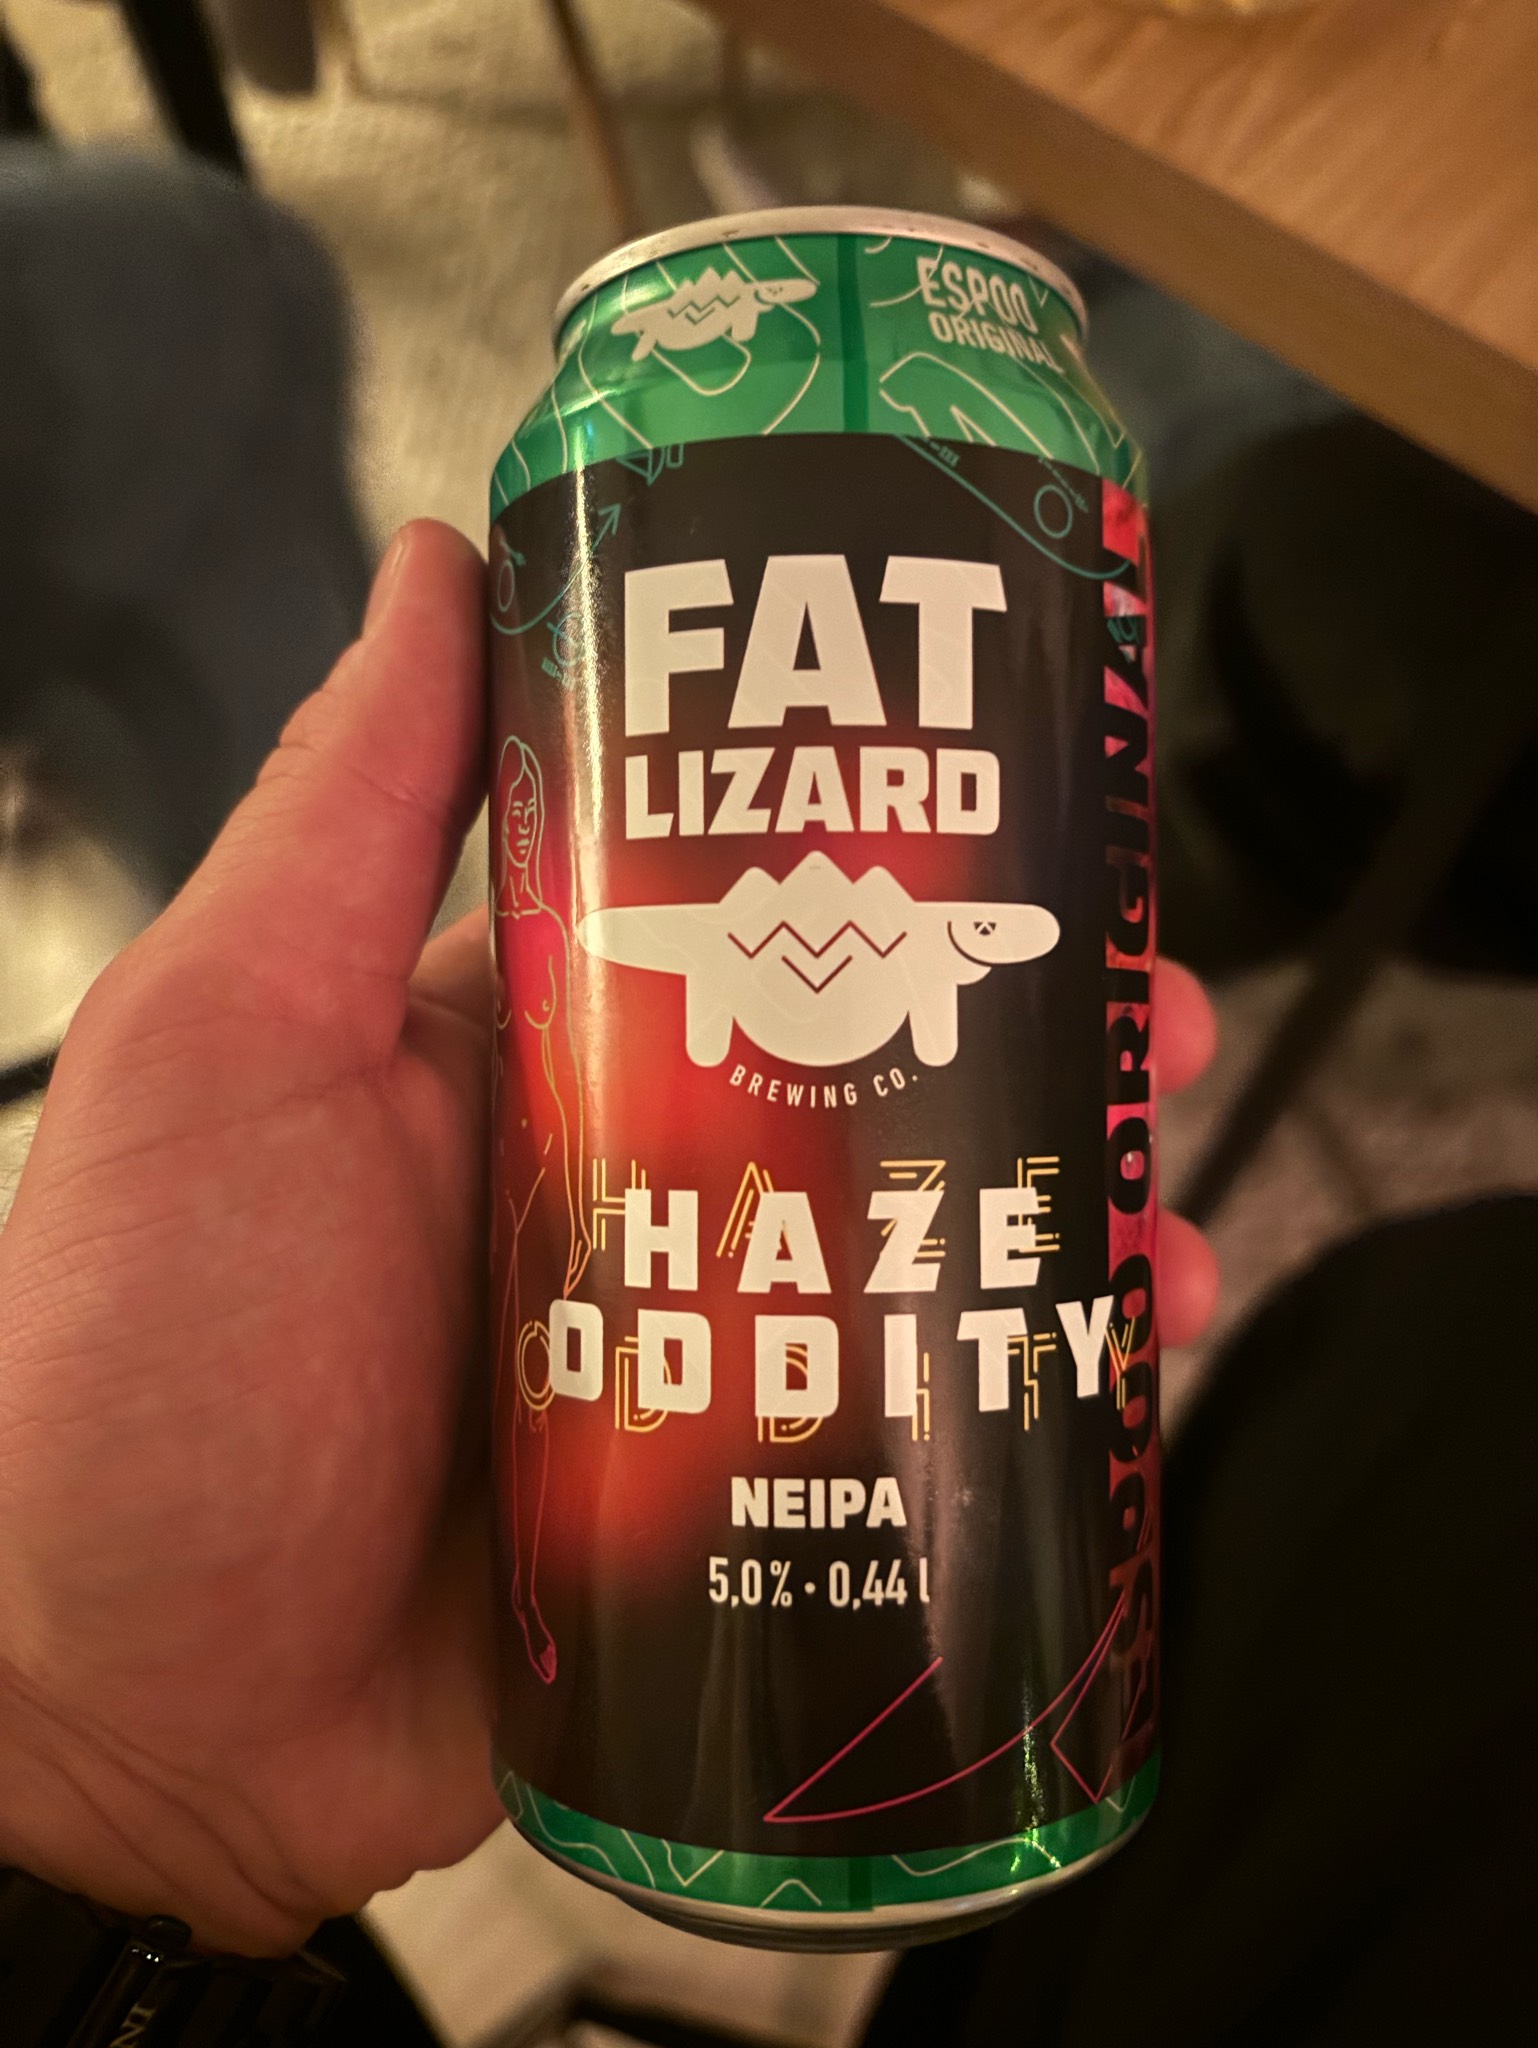 ESPOO
ORIGINAL
FAT
LIZARD
BREWING CO.
HAZE
ODDITY
NEIPA
5,0% • 0,44 l
ESPOO ORIGINAL